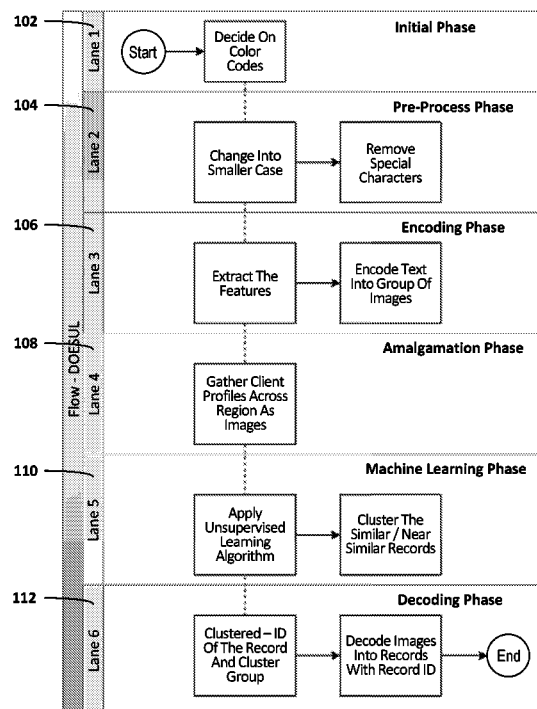 102
Lane 1
Initial Phase
Start
Decide On
Color
Codes
104
Lane 2
Pre-Process Phase
Change Into
Smaller Case
Remove
Special
Characters
106
Lane 3
Encoding Phase
Extract The
Features
Encode Text
Into Group Of
Images
Flow - DOESUL
108
Lane 4
Amalgamation Phase
Gather Client
Profiles Across
Region As
Images
110
Lane 5
Machine Learning Phase
Apply
Unsupervised
Learning
Algorithm
Cluster The
Similar / Near
Similar Records
112
Lane 6
Decoding Phase
Clustered – ID
Of The Record
And Cluster
Group
Decode Images
Into Records
With Record ID
End